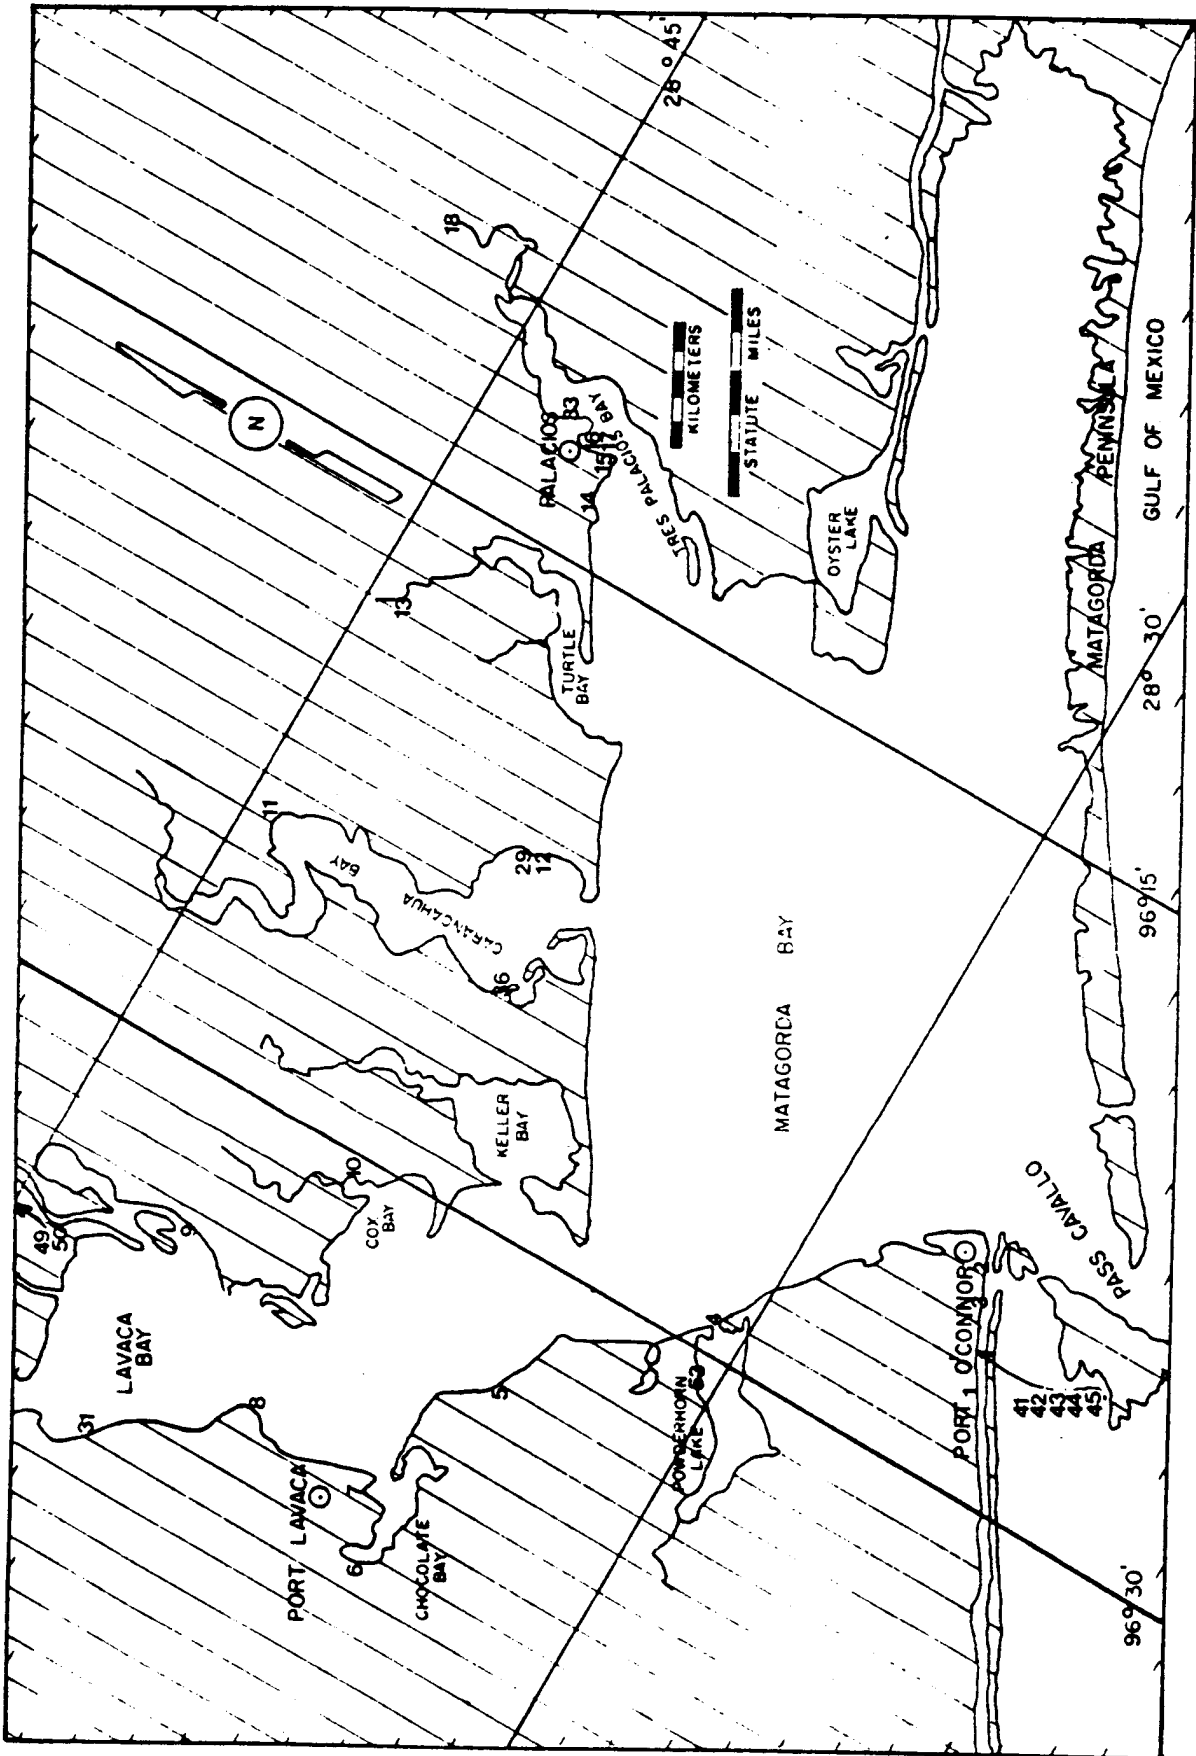 28° 45'
18
N
KILOMETERS
STATUTE MILES
PALACIOS
33
16
15
17
14
TRES PALACIOS BAY
13
OYSTER
LAKE
TURTLE
BAY
MATAGORDA PENINSULA
GULF OF MEXICO
28° 30'
11
CARANCAHUA BAY
29
12
36
96° 15'
MATAGORDA BAY
KELLER
BAY
10
COX
BAY
49
50
9
LAVACA
BAY
31
8
5
PORT LAVACA
6
CHOCOLATE
BAY
4
POWDERHORN
LAKE
53
PASS CAVALLO
PORT O'CONNOR
2
3
1
41
42
43
44
45
96° 30'